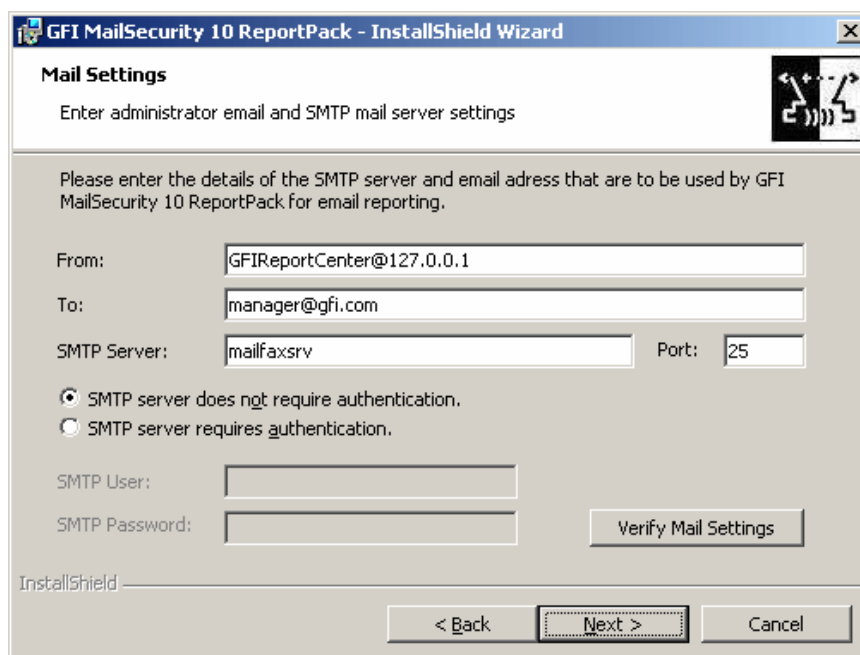 GFI MailSecurity 10 ReportPack - InstallShield Wizard
Mail Settings
Enter administrator email and SMTP mail server settings
Please enter the details of the SMTP server and email adress that are to be used by GFI
MailSecurity 10 ReportPack for email reporting.
From: GFIReportCenter@127.0.0.1
To: manager@gfi.com
SMTP Server: mailfaxsrv Port: 25
SMTP server does not require authentication.
SMTP server requires authentication.
SMTP User:
SMTP Password: Verify Mail Settings
InstallShield
< Back Next > Cancel